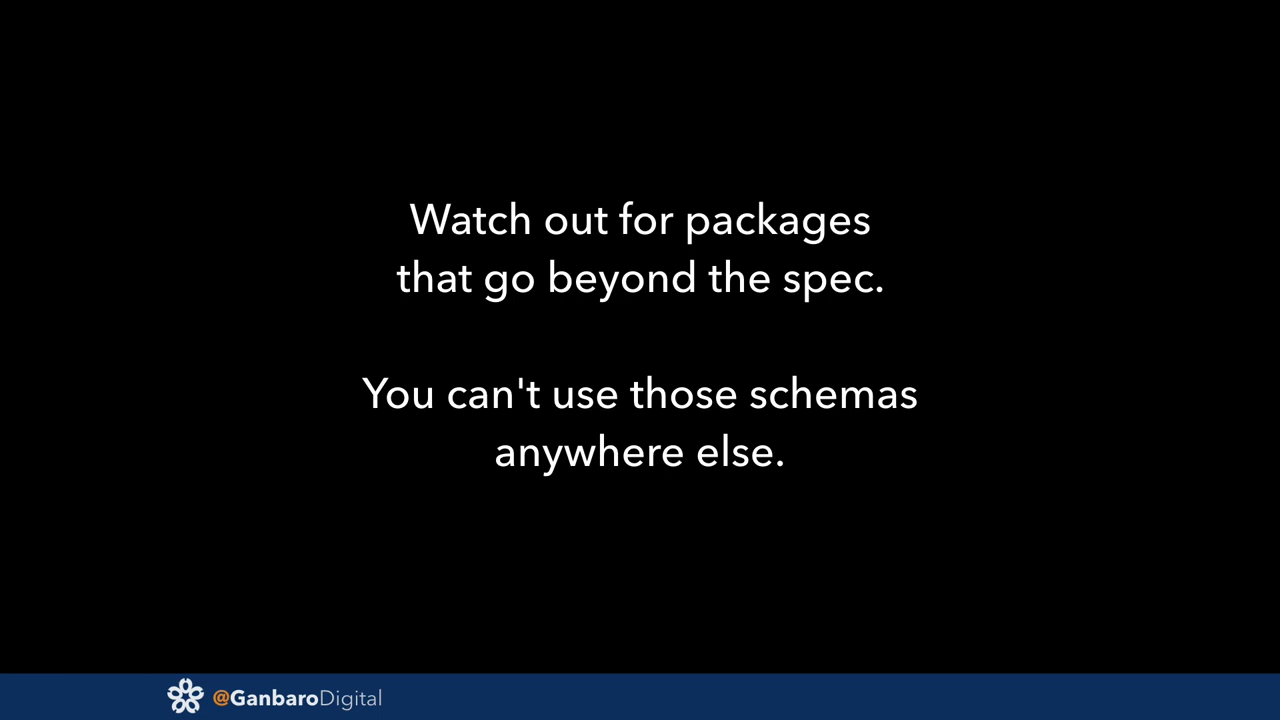 Watch out for packages
that go beyond the spec.
You can't use those schemas
anywhere else.
@GanbaroDigital